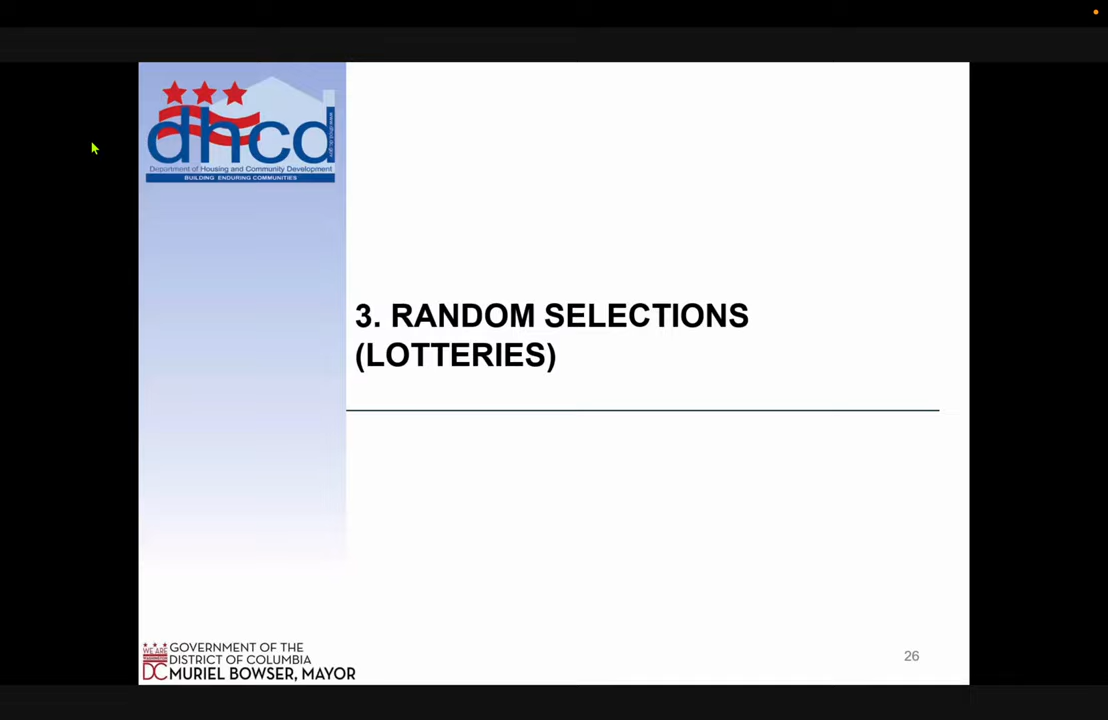 dhcd
Department of Housing and Community Development
BUILDING ENDURING COMMUNITIES
3. RANDOM SELECTIONS
(LOTTERIES)
WE ARE
WASHINGTON
DC
GOVERNMENT OF THE
DISTRICT OF COLUMBIA
MURIEL BOWSER, MAYOR
26